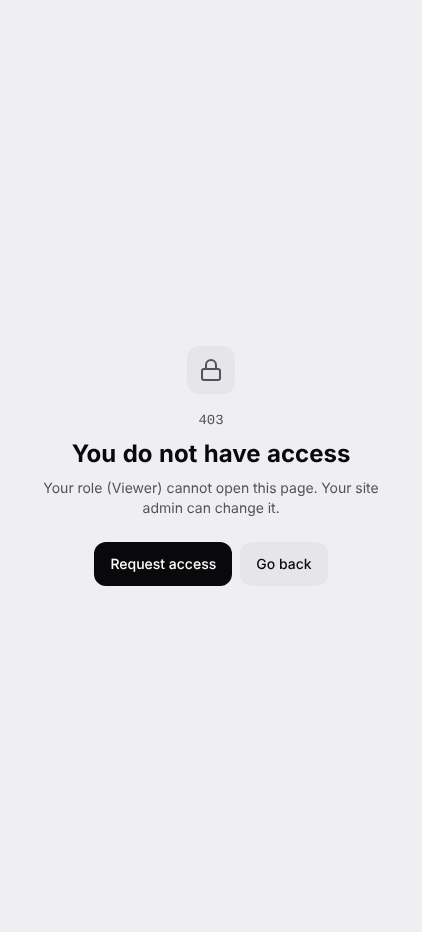 403
You do not have access
Your role (Viewer) cannot open this page. Your site
admin can change it.
Request access
Go back